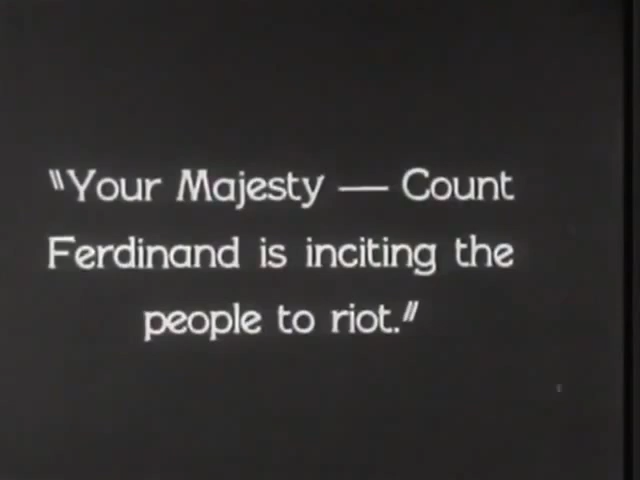 "Your Majesty — Count
Ferdinand is inciting the
people to riot."